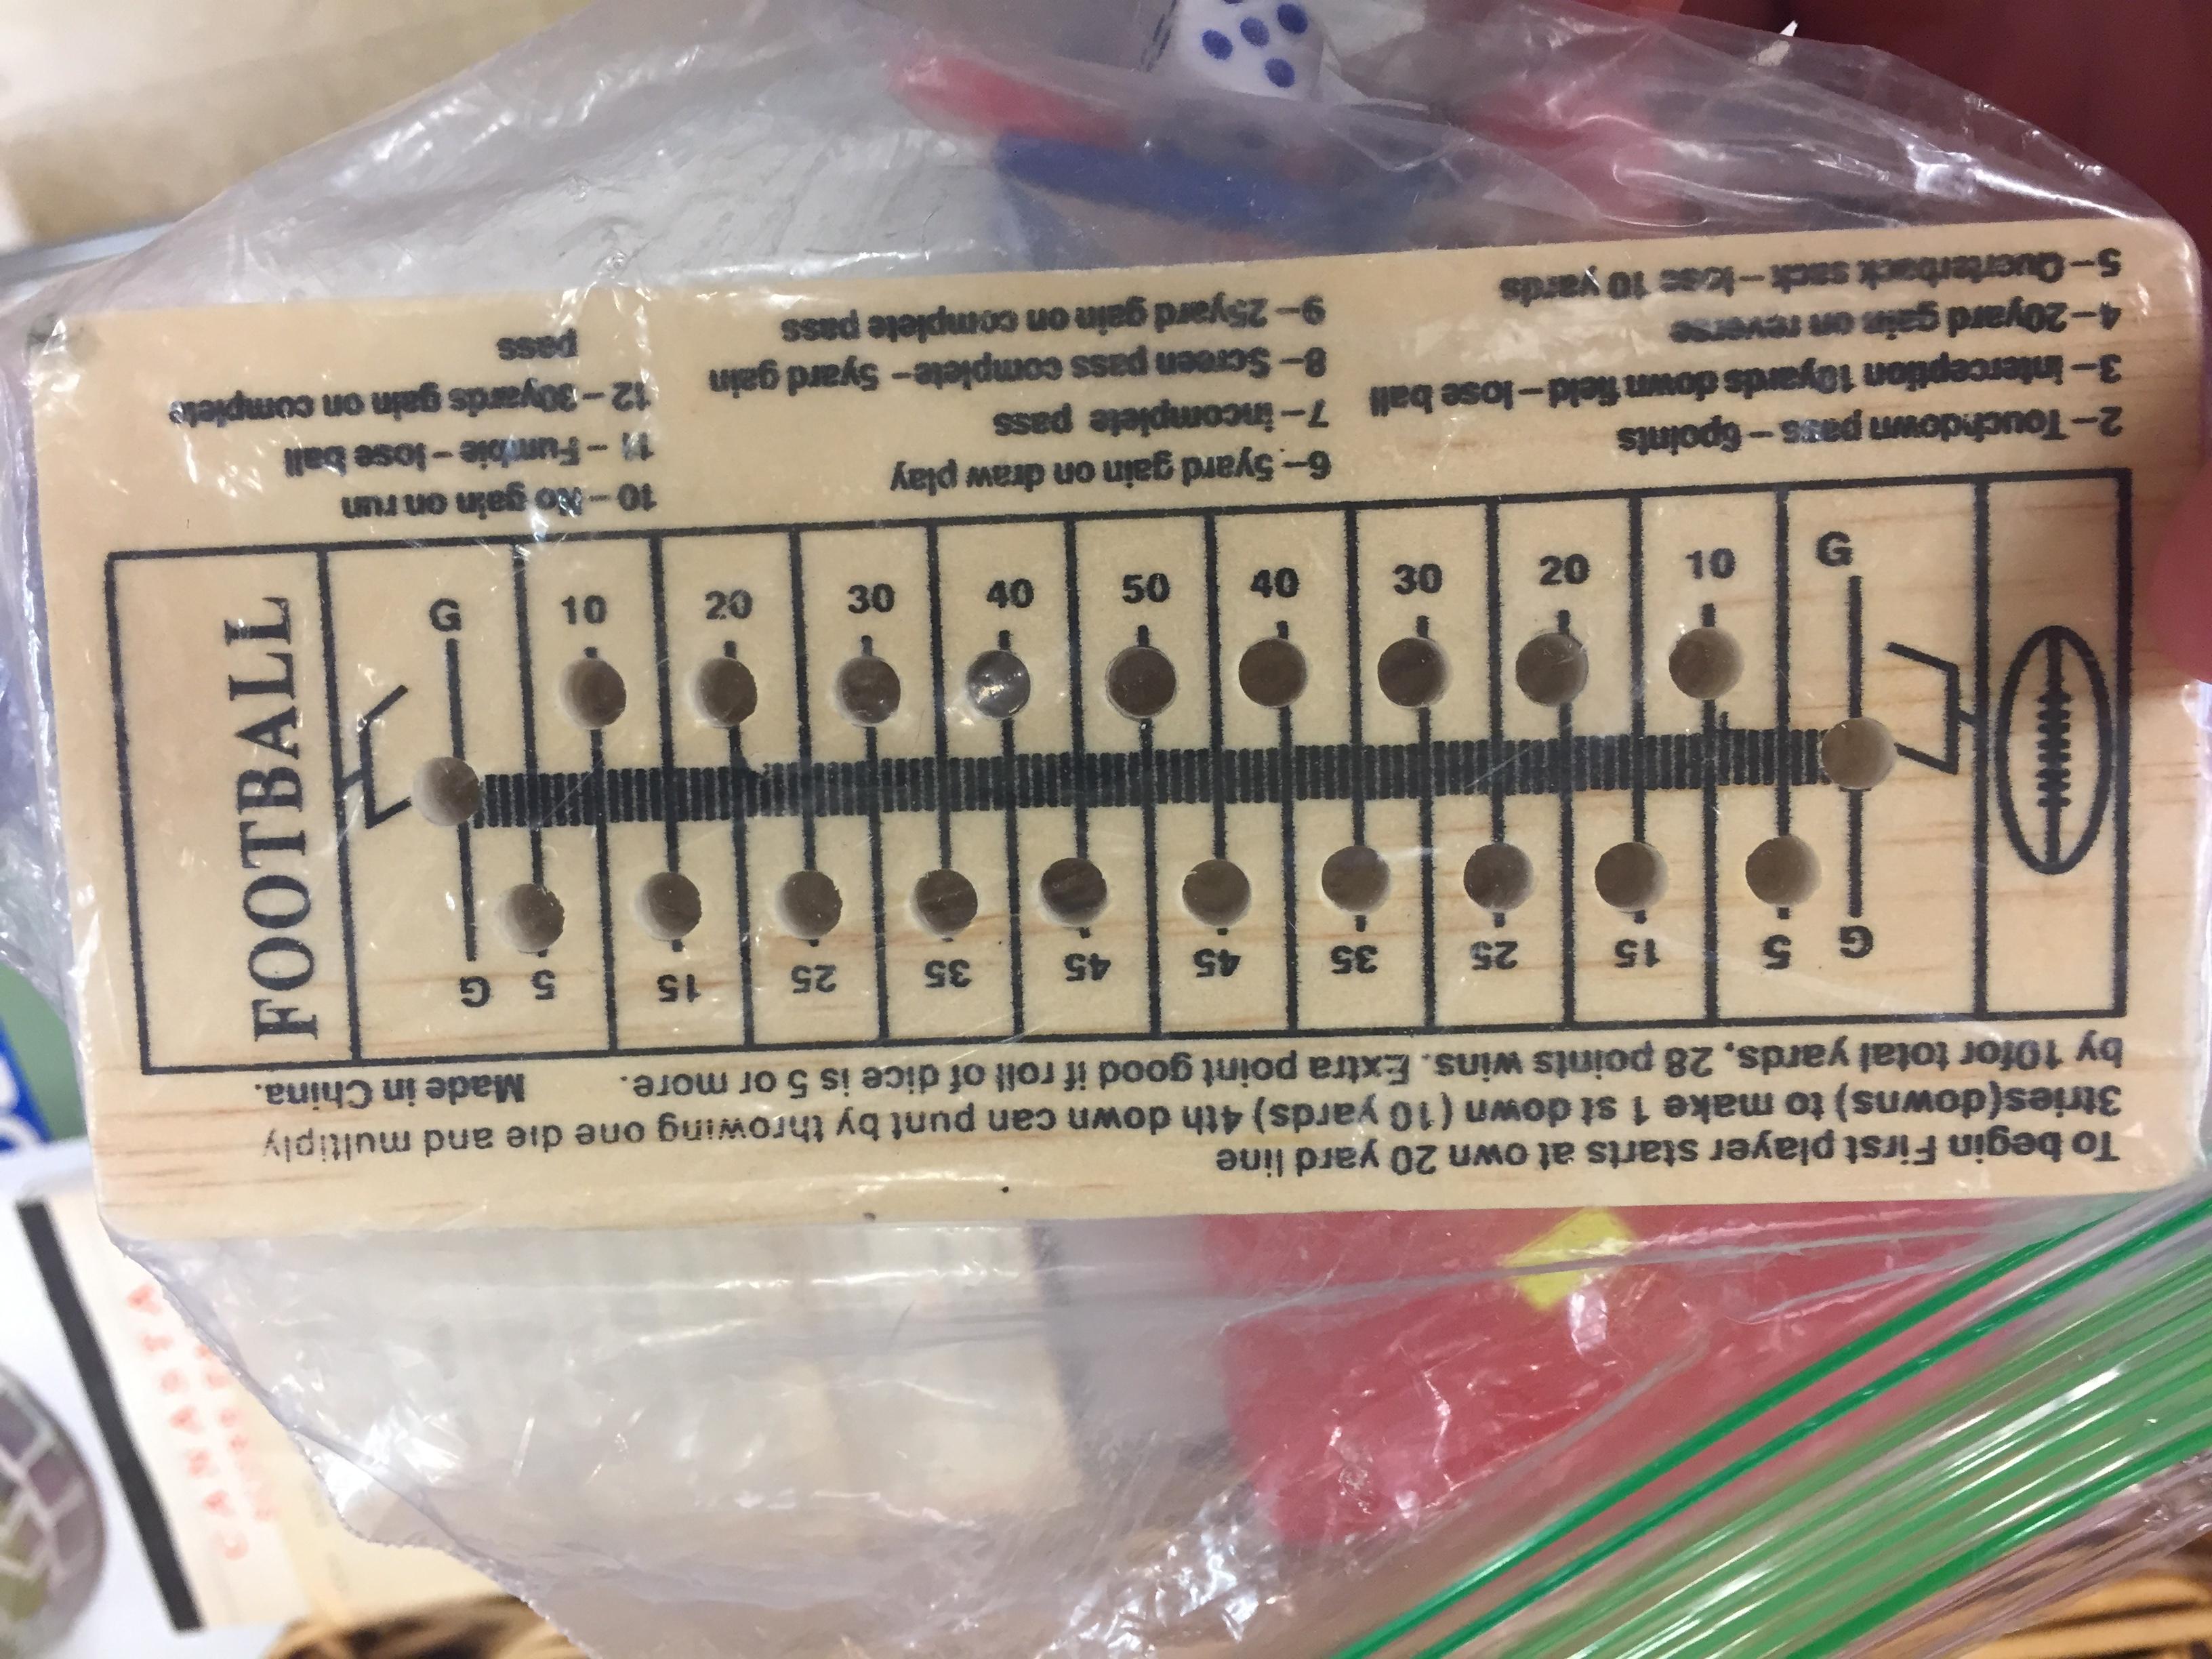 To begin First player starts at own 20 yard line
3tries(downs) to make 1 st down (10 yards) 4th down can punt by throwing one die and multiply
by 10for total yards, 28 points wins. Extra point good if roll of dice is 5 or more.
Made in China.
G 5 15 25 35 45 45 35 25 15 5 G
FOOTBALL
G 10 20 30 40 50 40 30 20 10 G
2–Touchdown pass – 6points
3–interception 10yards down field–lose ball
4–20yard gain on reverse
5–Querterback sack–lose 10 yards
6–5yard gain on draw play
7–incomplete pass
8–Screen pass complete-5yard gain
9–25yard gain on complete pass
10–No gain on run
11–Fumble–lose ball
12–30yards gain on complete
pass
CANADA